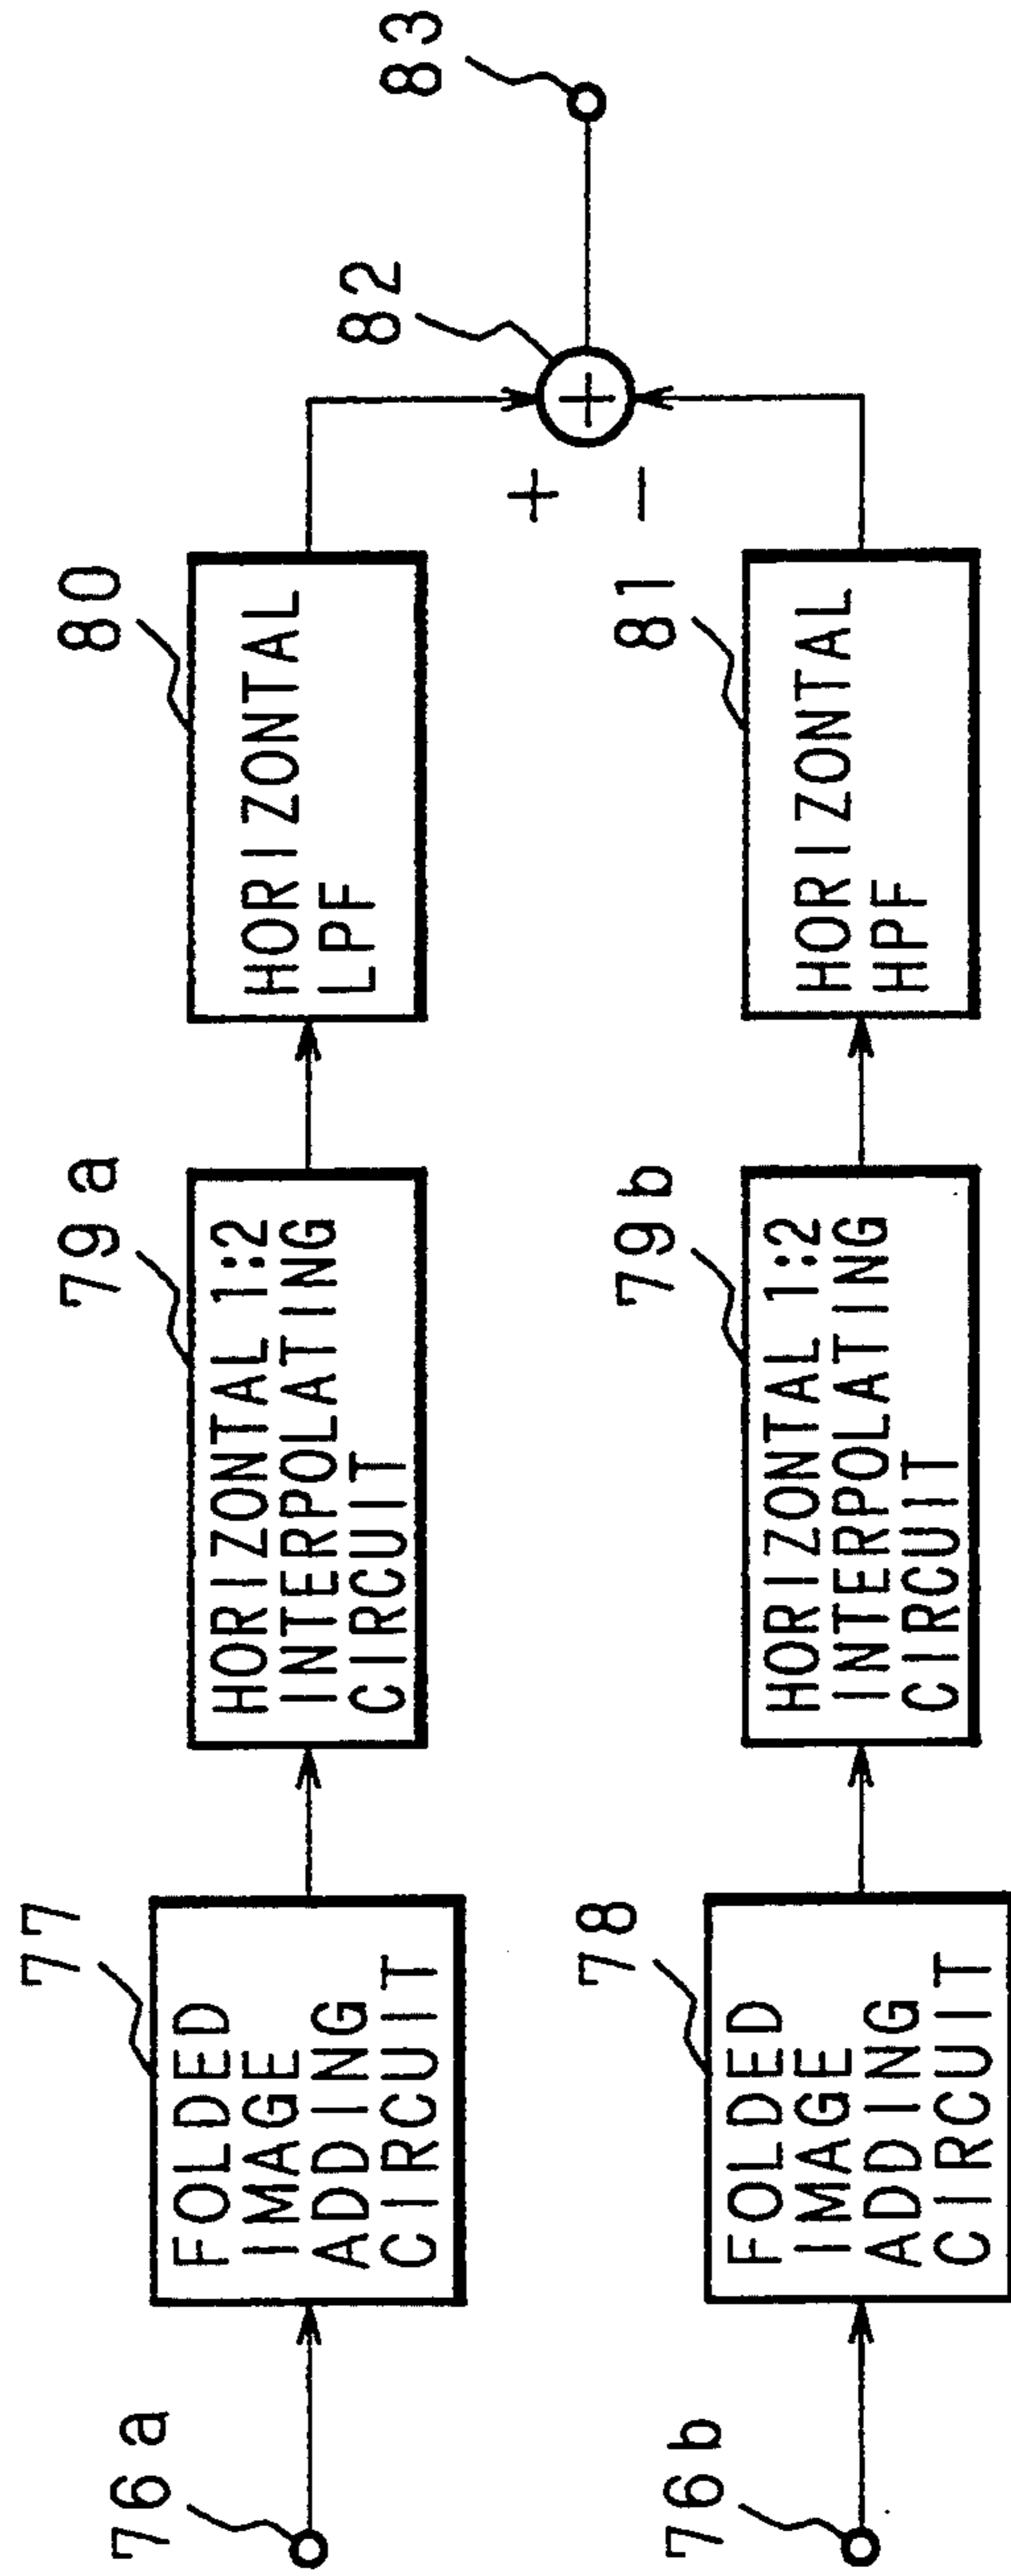 76a
77
FOLDED
IMAGE
ADDING
CIRCUIT
79a
HORIZONTAL 1:2
INTERPOLATING
CIRCUIT
80
HORIZONTAL
LPF
82
+
+
-
83
76b
78
FOLDED
IMAGE
ADDING
CIRCUIT
79b
HORIZONTAL 1:2
INTERPOLATING
CIRCUIT
81
HORIZONTAL
HPF